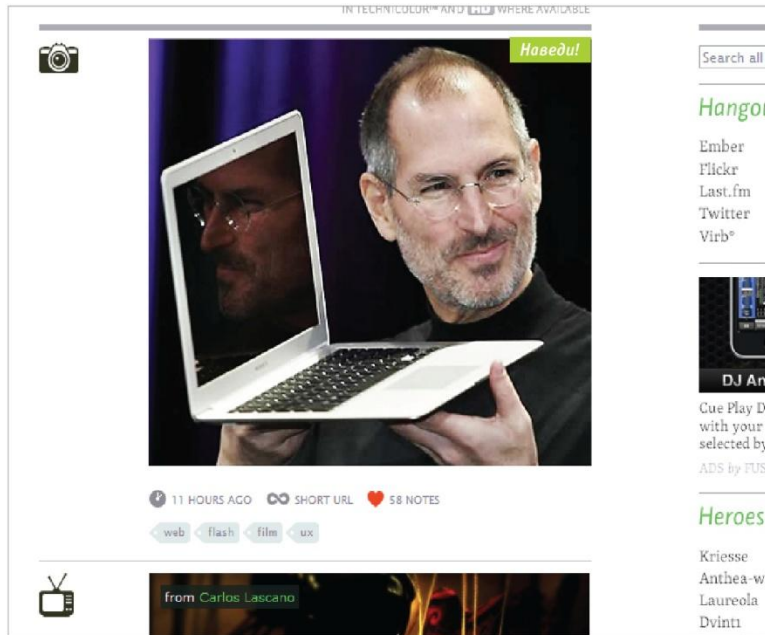 IN TECHNICOLOR™ AND HD WHERE AVAILABLE
Наведи!
11 HOURS AGO SHORT URL 58 NOTES
web flash film ux
from Carlos Lascano
Search all
Hango
Ember
Flickr
Last.fm
Twitter
Virb°
DJ An
Cue Play D
with your
selected by
ADS by FUS
Heroes
Kriesse
Anthea-w
Laureola
Dvint1